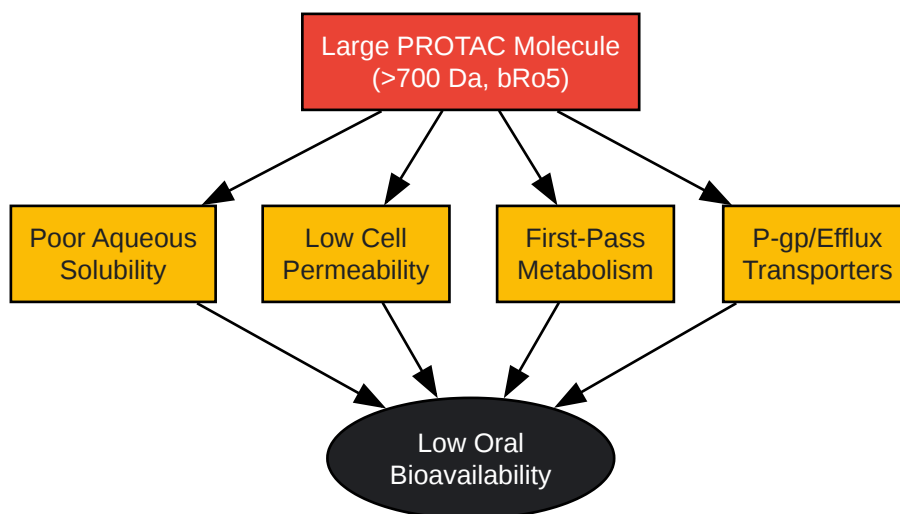 Large PROTAC Molecule
(>700 Da, bRo5)
Poor Aqueous
Solubility
Low Cell
Permeability
First-Pass
Metabolism
P-gp/Efflux
Transporters
Low Oral
Bioavailability